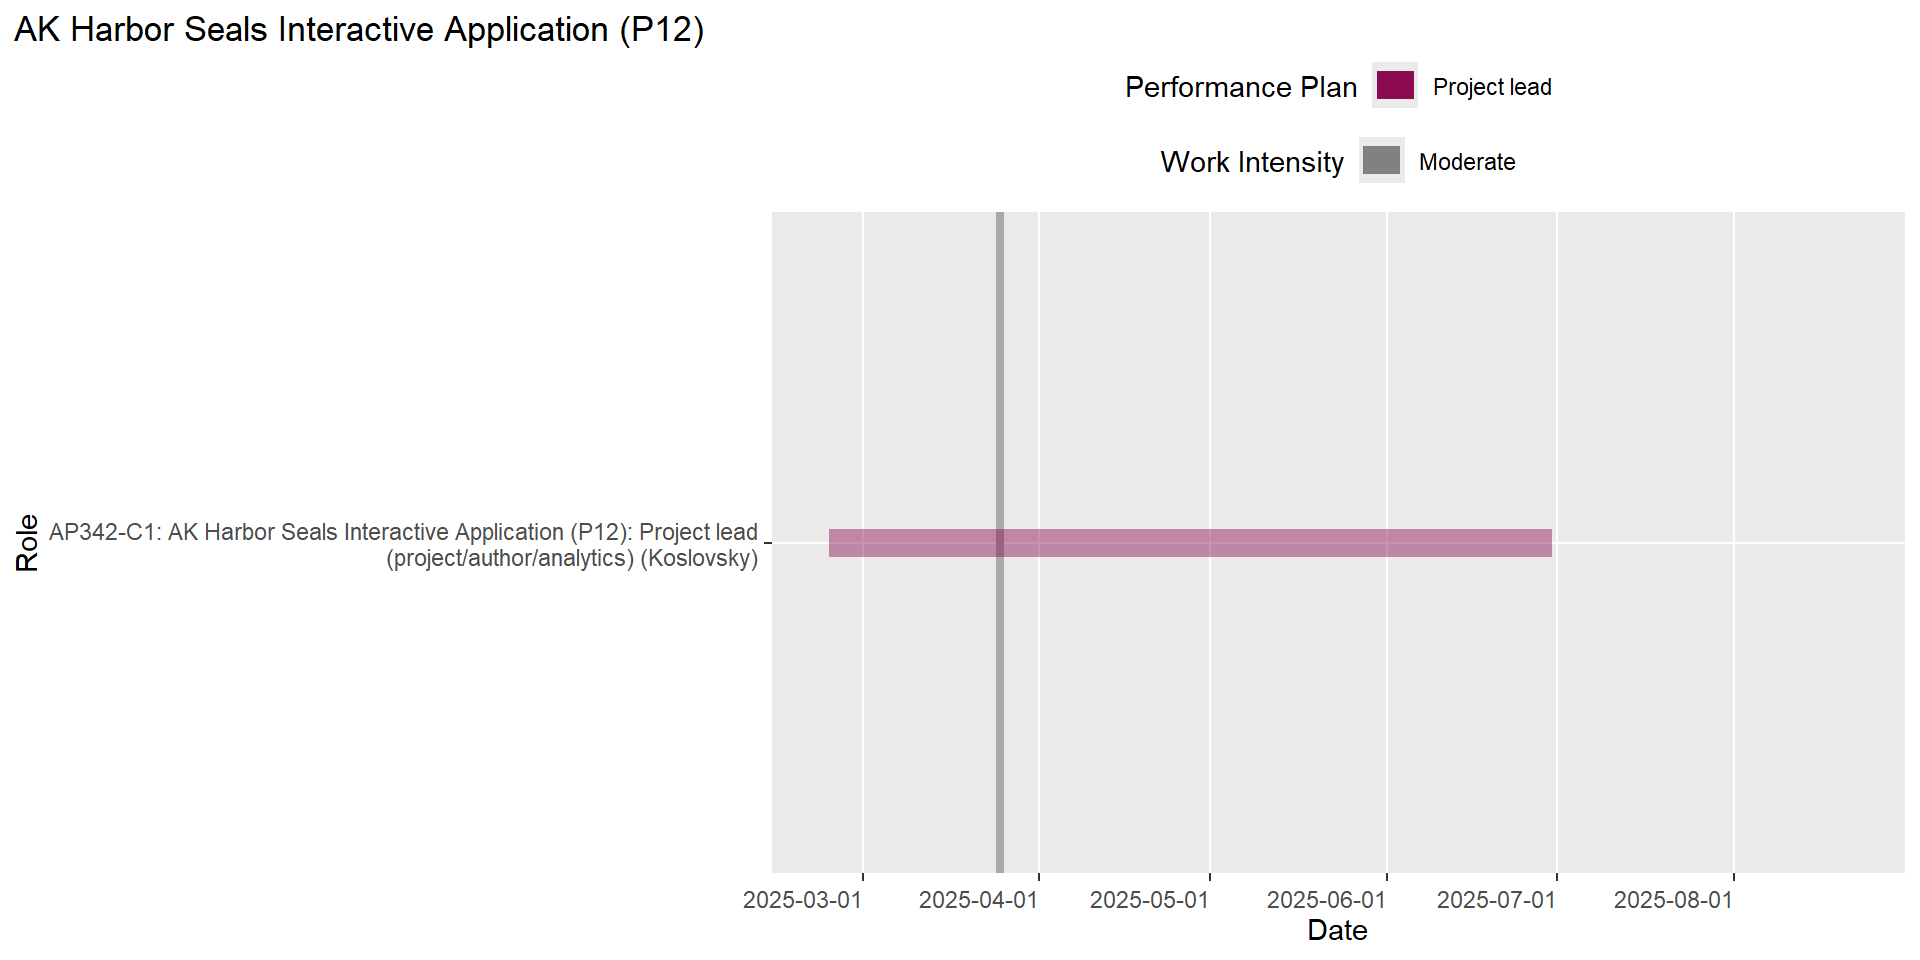 AK Harbor Seals Interactive Application (P12)
Performance Plan
Project lead
Work Intensity
Moderate
Role
AP342-C1: AK Harbor Seals Interactive Application (P12): Project lead
(project/author/analytics) (Koslovsky)
2025-03-01
2025-04-01
2025-05-01
2025-06-01
2025-07-01
2025-08-01
Date